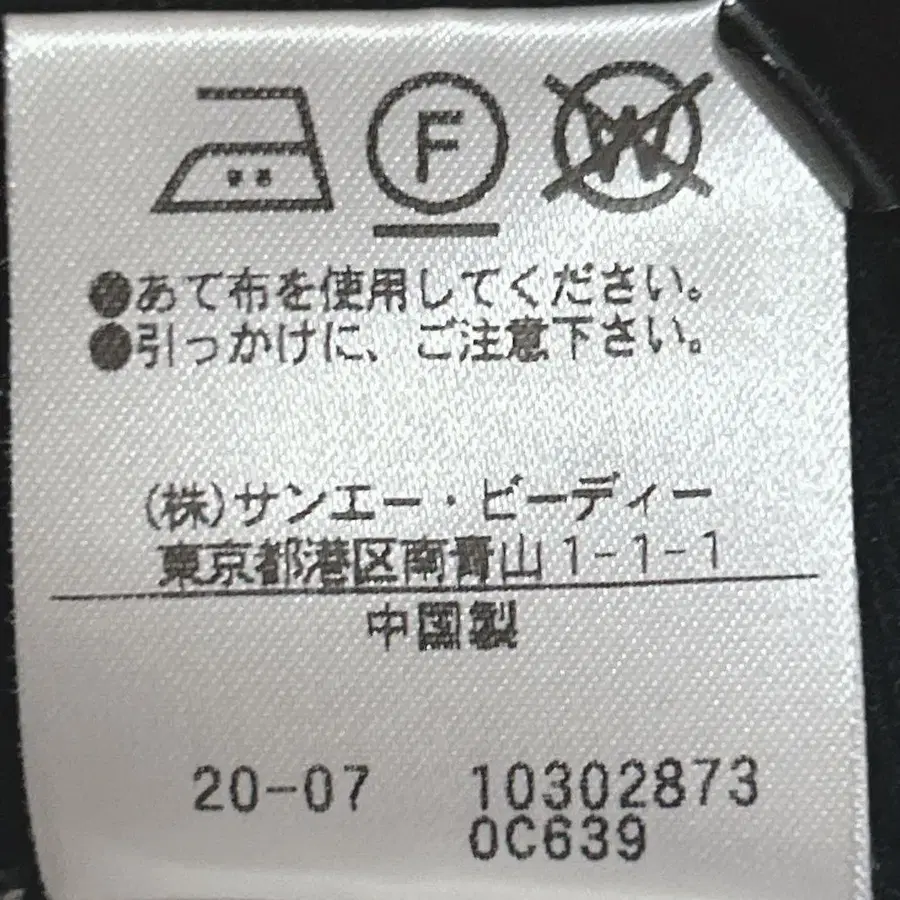 F W
●あて布を使用してください。
●引っかけに、ご注意下さい。
(株)サンエー・ビーディー
東京都港区南青山1-1-1
中国製
20-07 10302873
0C639